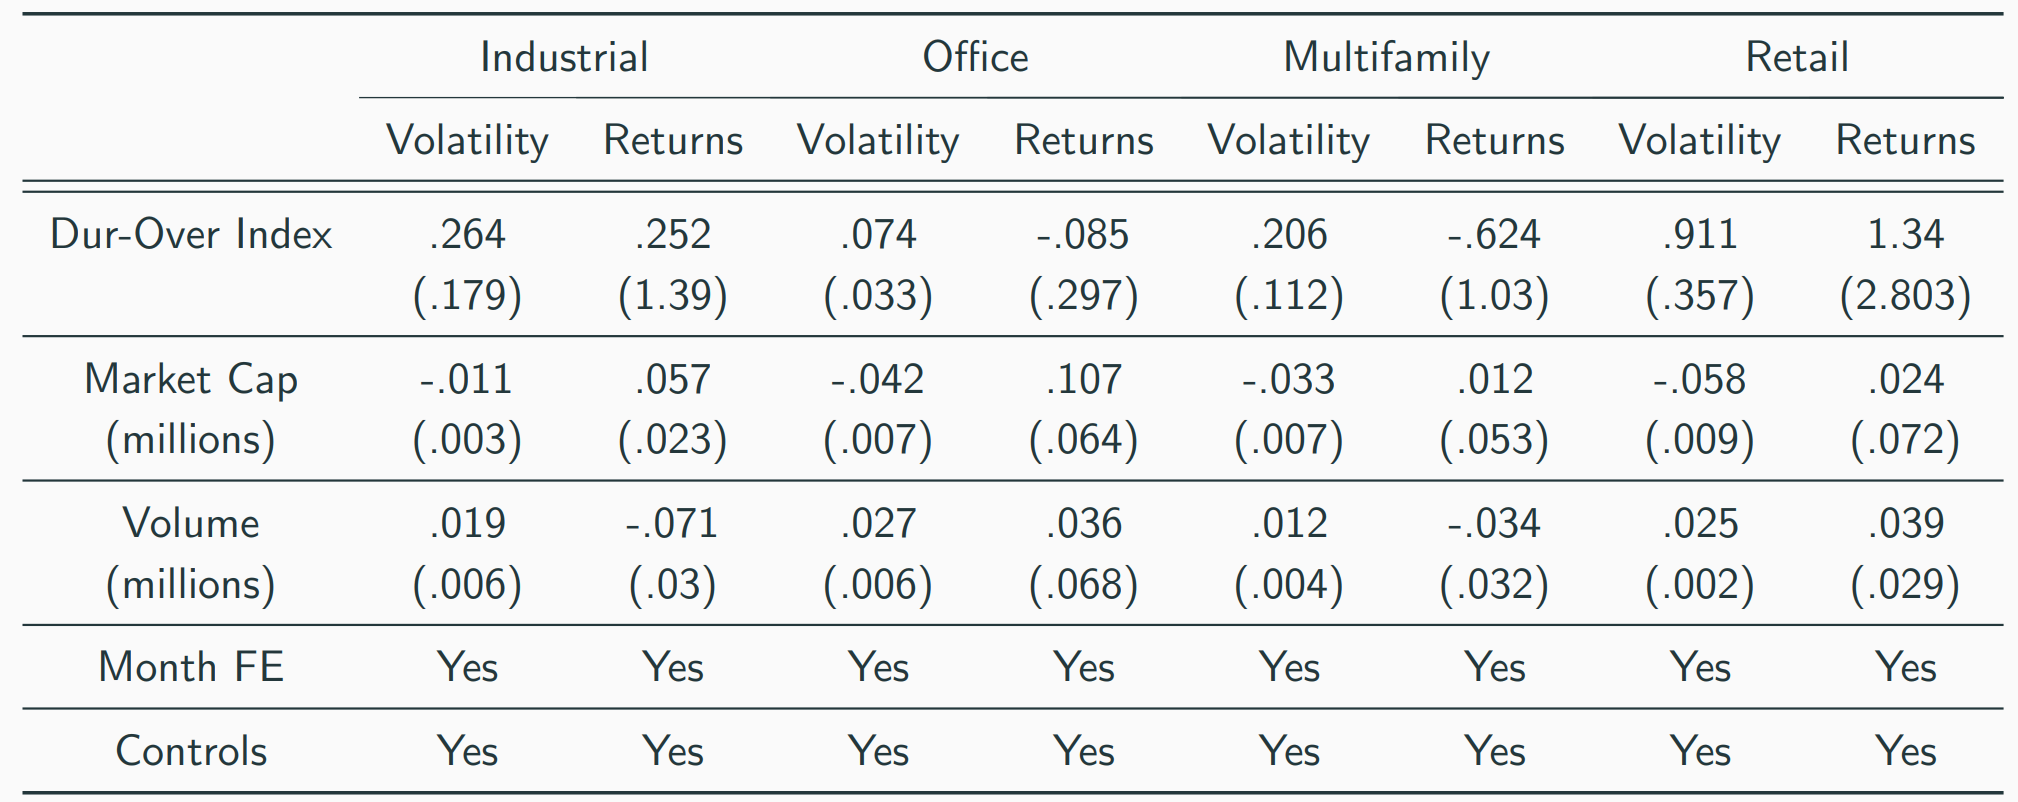 Industrial Office Multifamily Retail
Volatility Returns Volatility Returns Volatility Returns Volatility Returns
Dur-Over Index .264 .252 .074 -.085 .206 -.624 .911 1.34
(.179) (1.39) (.033) (.297) (.112) (1.03) (.357) (2.803)
Market Cap -.011 .057 -.042 .107 -.033 .012 -.058 .024
(millions) (.003) (.023) (.007) (.064) (.007) (.053) (.009) (.072)
Volume .019 -.071 .027 .036 .012 -.034 .025 .039
(millions) (.006) (.03) (.006) (.068) (.004) (.032) (.002) (.029)
Month FE Yes Yes Yes Yes Yes Yes Yes Yes
Controls Yes Yes Yes Yes Yes Yes Yes Yes